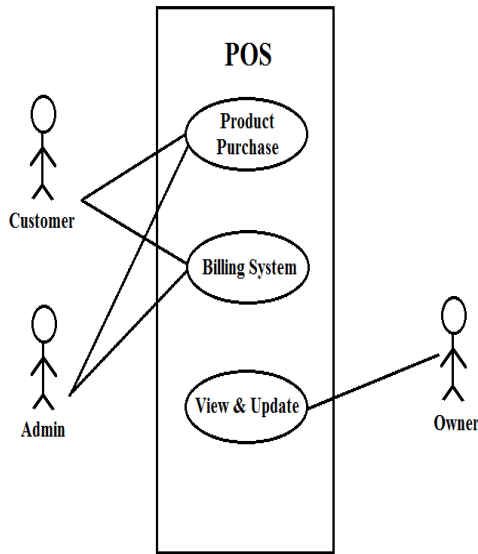 POS
Product
Purchase
Customer
Billing System
Admin
View & Update
Owner